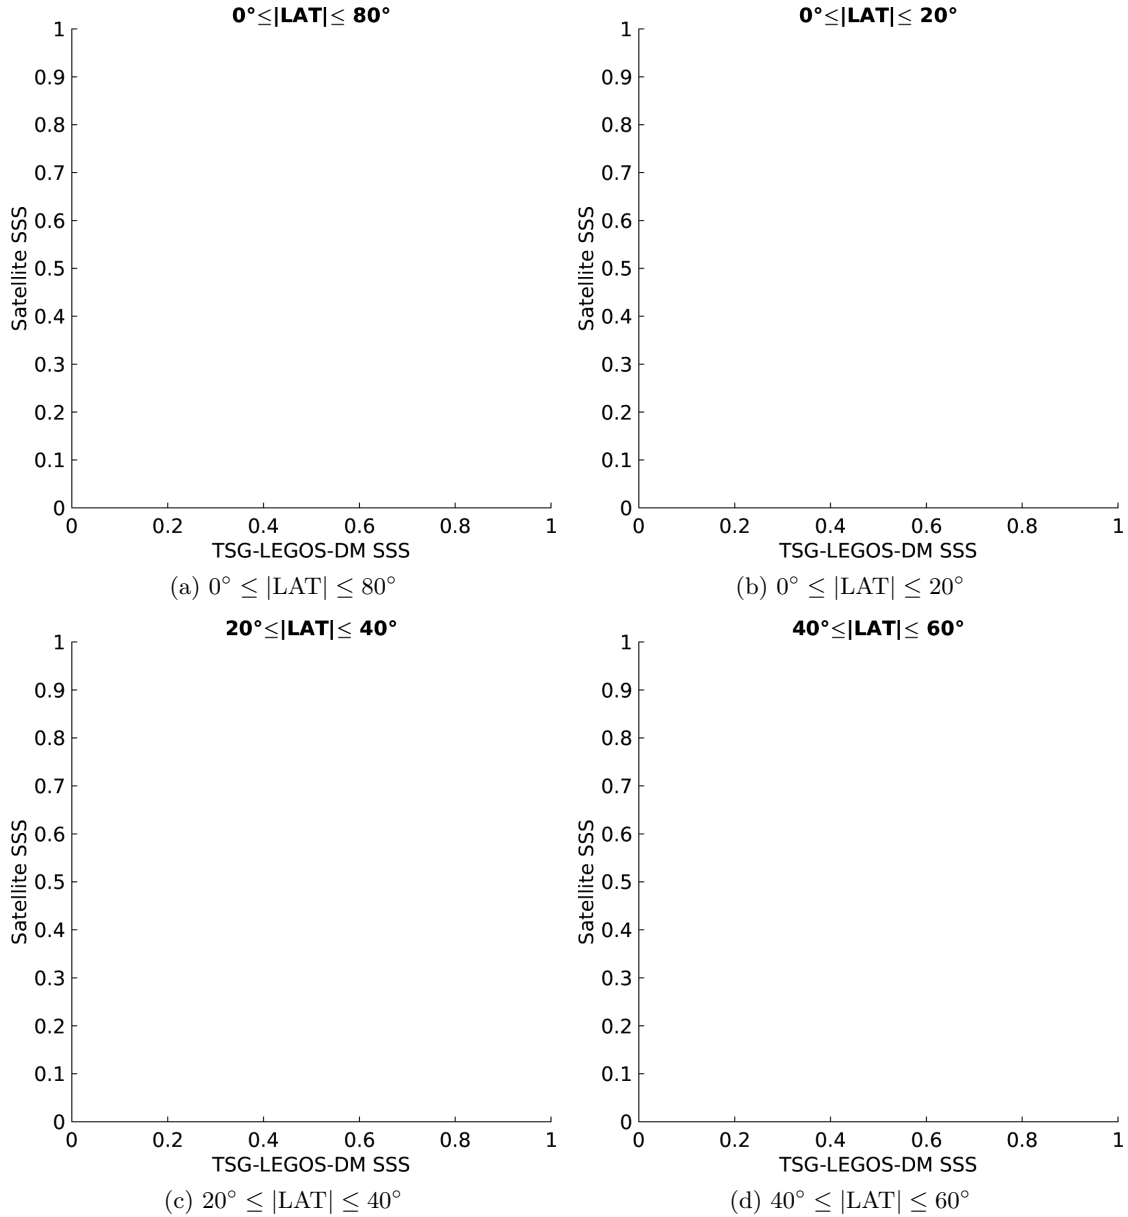 0°≤|LAT|≤ 80°
1
0.9
0.8
0.7
0.6
0.5
0.4
0.3
0.2
0.1
0
Satellite SSS
0 0.2 0.4 0.6 0.8 1
TSG-LEGOS-DM SSS
(a) 0° ≤ |LAT| ≤ 80°
0°≤|LAT|≤ 20°
1
0.9
0.8
0.7
0.6
0.5
0.4
0.3
0.2
0.1
0
Satellite SSS
0 0.2 0.4 0.6 0.8 1
TSG-LEGOS-DM SSS
(b) 0° ≤ |LAT| ≤ 20°
20°≤|LAT|≤ 40°
1
0.9
0.8
0.7
0.6
0.5
0.4
0.3
0.2
0.1
0
Satellite SSS
0 0.2 0.4 0.6 0.8 1
TSG-LEGOS-DM SSS
(c) 20° ≤ |LAT| ≤ 40°
40°≤|LAT|≤ 60°
1
0.9
0.8
0.7
0.6
0.5
0.4
0.3
0.2
0.1
0
Satellite SSS
0 0.2 0.4 0.6 0.8 1
TSG-LEGOS-DM SSS
(d) 40° ≤ |LAT| ≤ 60°